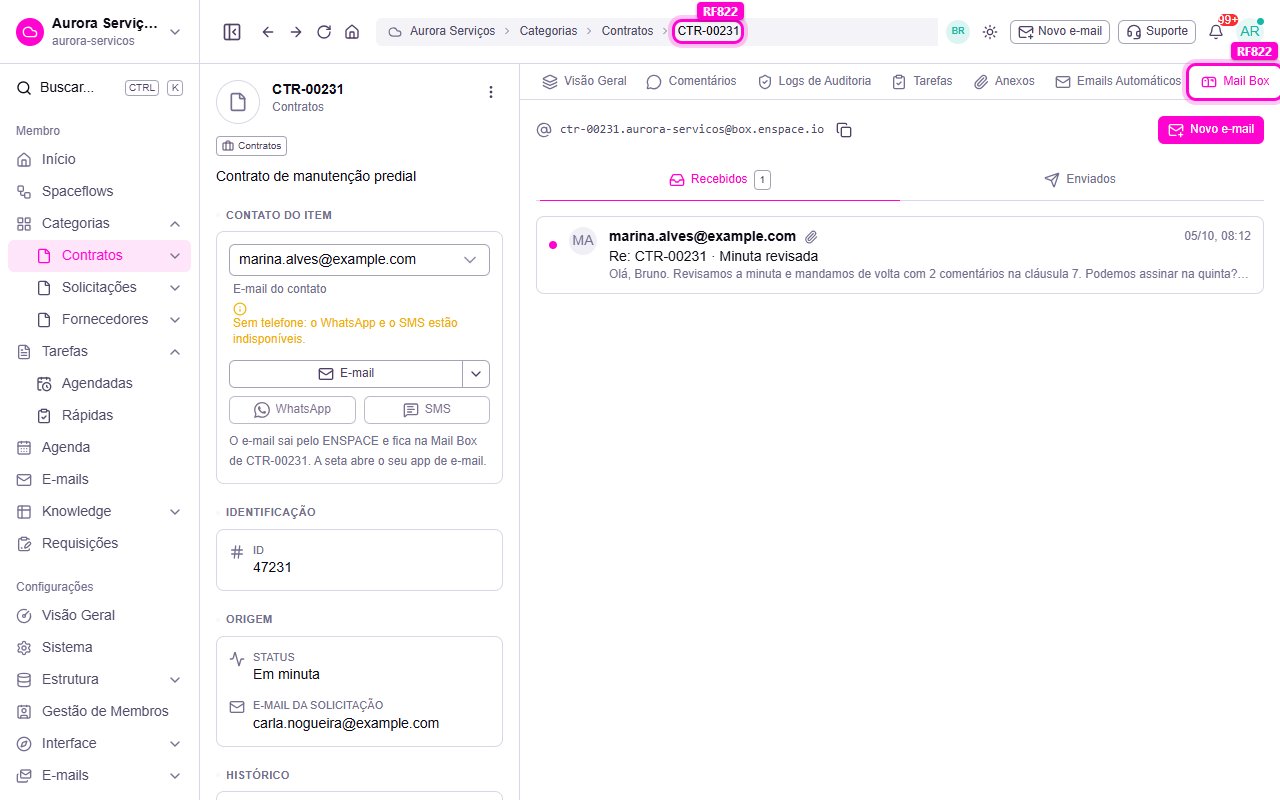 Aurora Serviç...
aurora-servicos
Buscar...
CTRL
K
Membro
Início
Spaceflows
Categorias
Contratos
Solicitações
Fornecedores
Tarefas
Agendadas
Rápidas
Agenda
E-mails
Knowledge
Requisições
Configurações
Visão Geral
Sistema
Estrutura
Gestão de Membros
Interface
E-mails
Aurora Serviços
Categorias
Contratos
RF822
CTR-00231
BR
Novo e-mail
Suporte
99+
AR
CTR-00231
Contratos
Contratos
Contrato de manutenção predial
CONTATO DO ITEM
marina.alves@example.com
E-mail do contato
Sem telefone: o WhatsApp e o SMS estão
indisponíveis.
E-mail
WhatsApp
SMS
O e-mail sai pelo ENSPACE e fica na Mail Box
de CTR-00231. A seta abre o seu app de e-mail.
IDENTIFICAÇÃO
ID
47231
ORIGEM
STATUS
Em minuta
E-MAIL DA SOLICITAÇÃO
carla.nogueira@example.com
HISTÓRICO
Visão Geral
Comentários
Logs de Auditoria
Tarefas
Anexos
Emails Automáticos
RF822
Mail Box
ctr-00231.aurora-servicos@box.enspace.io
Novo e-mail
Recebidos 1
Enviados
MA
marina.alves@example.com
05/10, 08:12
Re: CTR-00231 · Minuta revisada
Olá, Bruno. Revisamos a minuta e mandamos de volta com 2 comentários na cláusula 7. Podemos assinar na quinta?...